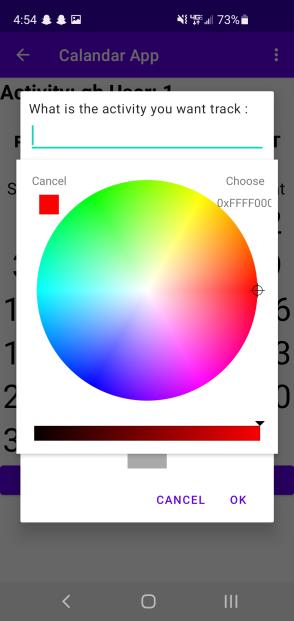 4:54 73%
Calandar App
Activity: gb User: 1
What is the activity you want track :
Cancel Choose
0xFFFF000
CANCEL OK